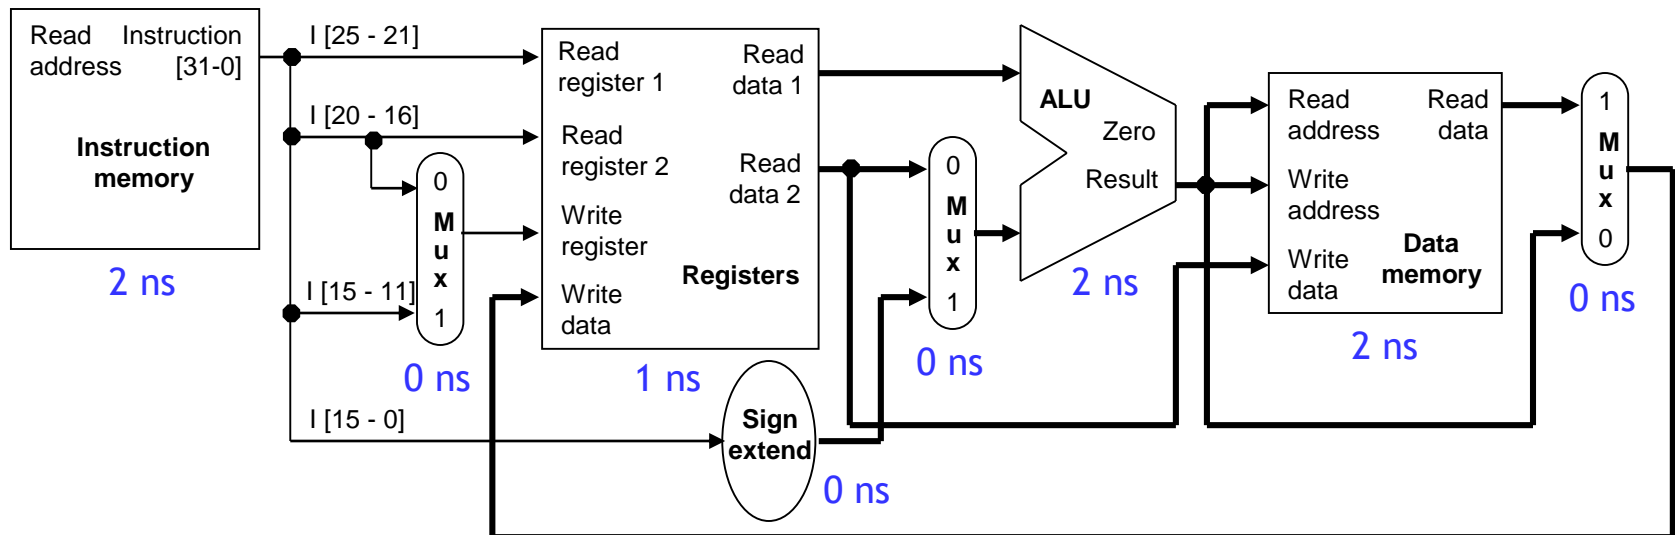 Read Instruction
address [31-0]
Instruction
memory
2 ns
I [25 - 21]
I [20 - 16]
I [15 - 11]
I [15 - 0]
0
M
u
x
1
0 ns
Read
register 1
Read
register 2
Write
register
Write
data
Read
data 1
Read
data 2
Registers
1 ns
Sign
extend
0 ns
0
M
u
x
1
0 ns
ALU
Zero
Result
2 ns
Read
address
Write
address
Write
data
Read
data
Data
memory
2 ns
1
M
u
x
0
0 ns